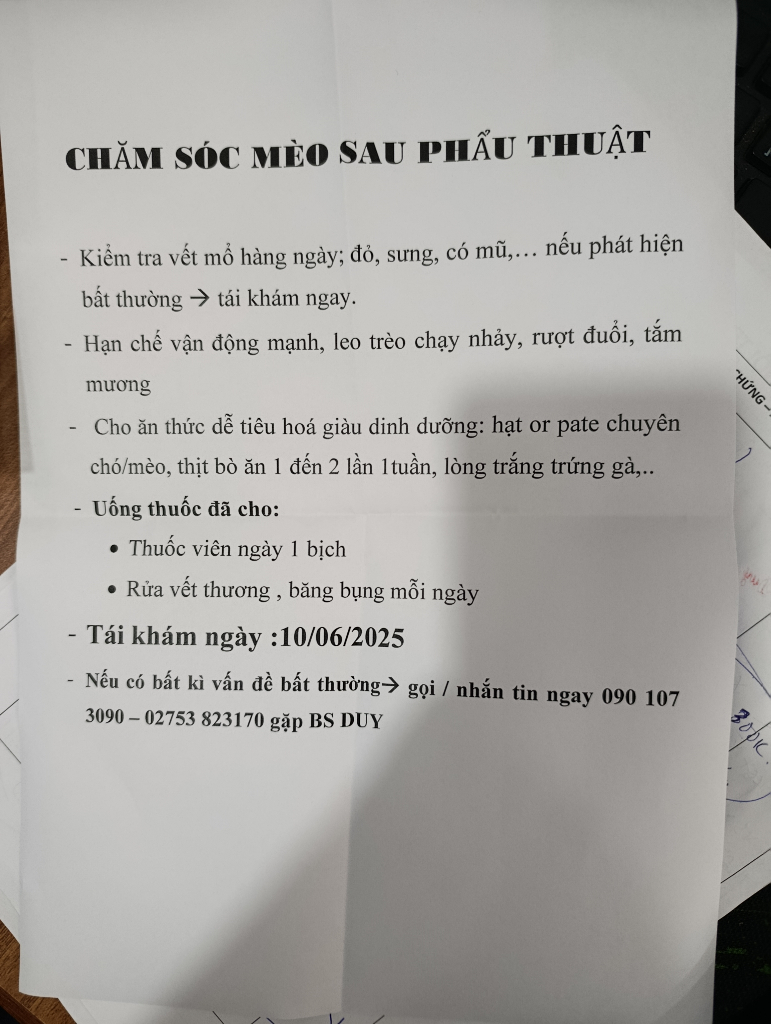 CHĂM SÓC MÈO SAU PHẨU THUẬT
- Kiểm tra vết mổ hàng ngày; đỏ, sưng, có mũ,… nếu phát hiện
bất thường → tái khám ngay.
- Hạn chế vận động mạnh, leo trèo chạy nhảy, rượt đuổi, tắm
mương
- Cho ăn thức dễ tiêu hoá giàu dinh dưỡng: hạt or pate chuyên
chó/mèo, thịt bò ăn 1 đến 2 lần 1tuần, lòng trắng trứng gà,..
- Uống thuốc đã cho:
• Thuốc viên ngày 1 bịch
• Rửa vết thương , băng bụng mỗi ngày
- Tái khám ngày :10/06/2025
- Nếu có bất kì vấn đề bất thường→ gọi / nhắn tin ngay 090 107
3090 – 02753 823170 gặp BS DUY
CHỨNG –
300K.